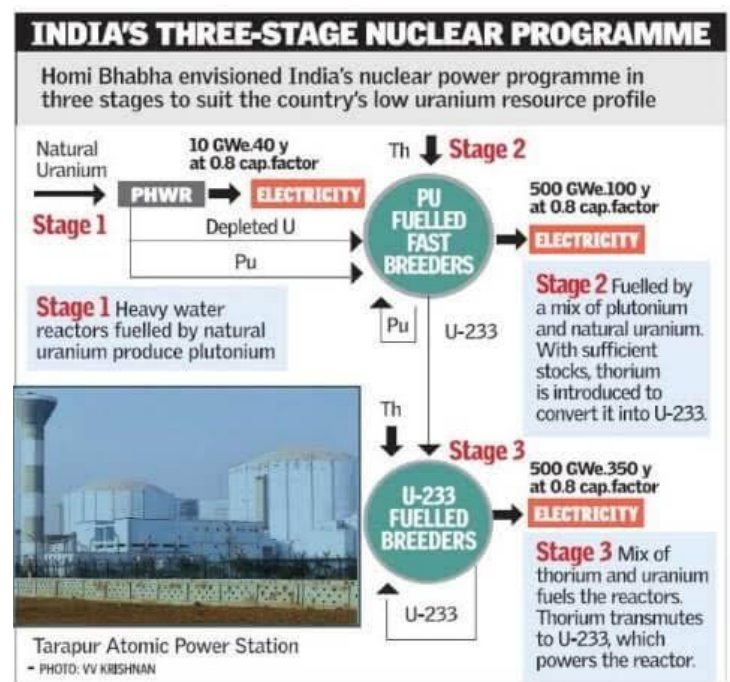 INDIA'S THREE-STAGE NUCLEAR PROGRAMME
Homi Bhabha envisioned India's nuclear power programme in
three stages to suit the country's low uranium resource profile
Natural
Uranium
10 GWe.40 y
at 0.8 cap.factor
Th
Stage 2
PHWR
ELECTRICITY
Stage 1
Depleted U
Pu
PU
FUELLED
FAST
BREEDERS
500 GWe.100 y
at 0.8 cap.factor
ELECTRICITY
Stage 1 Heavy water
reactors fuelled by natural
uranium produce plutonium
Pu
U-233
Stage 2 Fuelled by
a mix of plutonium
and natural uranium.
With sufficient
stocks, thorium
is introduced to
convert it into U-233.
Th
Stage 3
U-233
FUELLED
BREEDERS
500 GWe.350 y
at 0.8 cap.factor
ELECTRICITY
U-233
Stage 3 Mix of
thorium and uranium
fuels the reactors.
Thorium transmutes
to U-233, which
powers the reactor.
Tarapur Atomic Power Station
- PHOTO: VV KRISHNAN